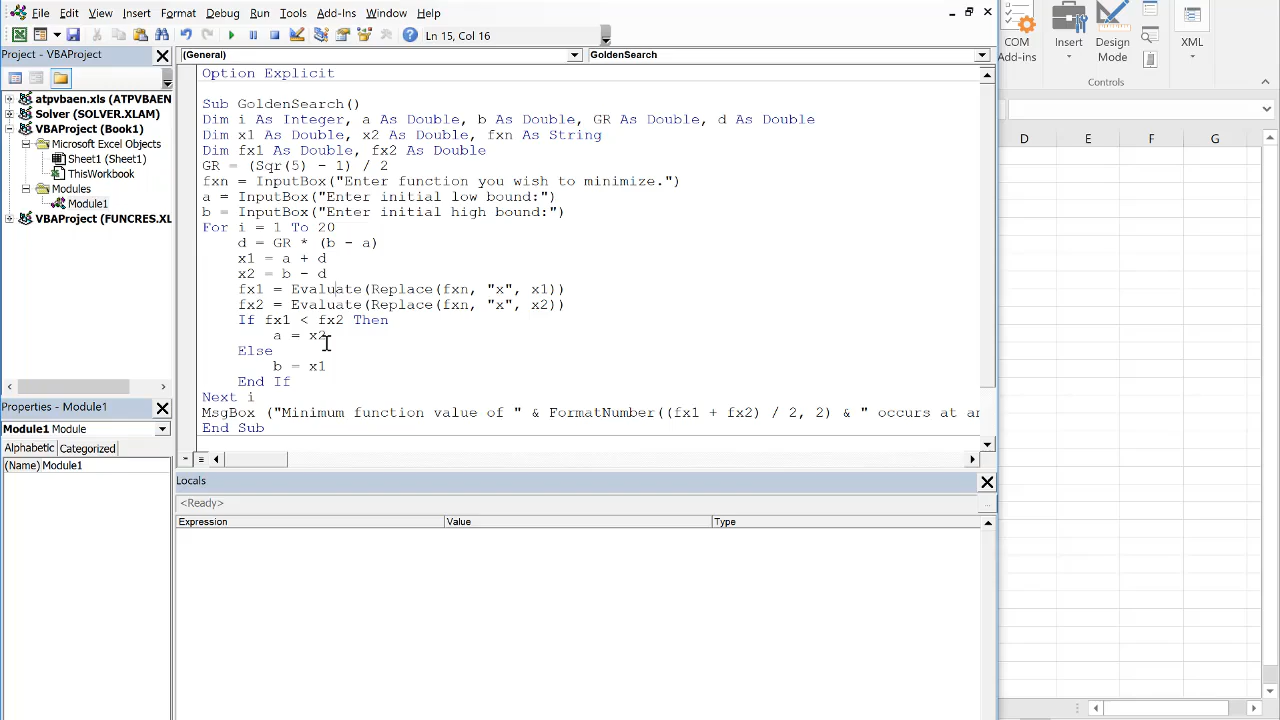 File Edit View Insert Format Debug Run Tools Add-Ins Window Help
Ln 15, Col 16
Project - VBAProject
atpvbaen.xls (ATPVBAEN
Solver (SOLVER.XLAM)
VBAProject (Book1)
Microsoft Excel Objects
Sheet1 (Sheet1)
ThisWorkbook
Modules
Module1
VBAProject (FUNCRES.XL
Properties - Module1
Module1 Module
Alphabetic Categorized
(Name) Module1
(General) GoldenSearch
Option Explicit
Sub GoldenSearch()
Dim i As Integer, a As Double, b As Double, GR As Double, d As Double
Dim x1 As Double, x2 As Double, fxn As String
Dim fx1 As Double, fx2 As Double
GR = (Sqr(5) - 1) / 2
fxn = InputBox("Enter function you wish to minimize.")
a = InputBox("Enter initial low bound:")
b = InputBox("Enter initial high bound:")
For i = 1 To 20
d = GR * (b - a)
x1 = a + d
x2 = b - d
fx1 = Evaluate(Replace(fxn, "x", x1))
fx2 = Evaluate(Replace(fxn, "x", x2))
If fx1 < fx2 Then
a = x2
Else
b = x1
End If
Next i
MsgBox ("Minimum function value of " & FormatNumber((fx1 + fx2) / 2, 2) & " occurs at
End Sub
Locals
<Ready>
Expression Value Type
COM
Add-ins
Insert
Design
Mode
XML
Controls
D E F G